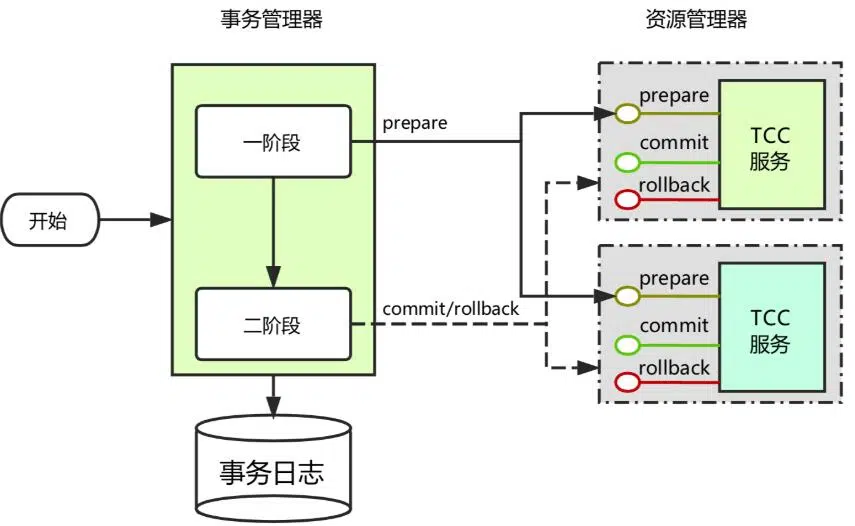 事务管理器
资源管理器
开始
一阶段
二阶段
事务日志
prepare
commit/rollback
prepare
commit
rollback
TCC
服务
prepare
commit
rollback
TCC
服务